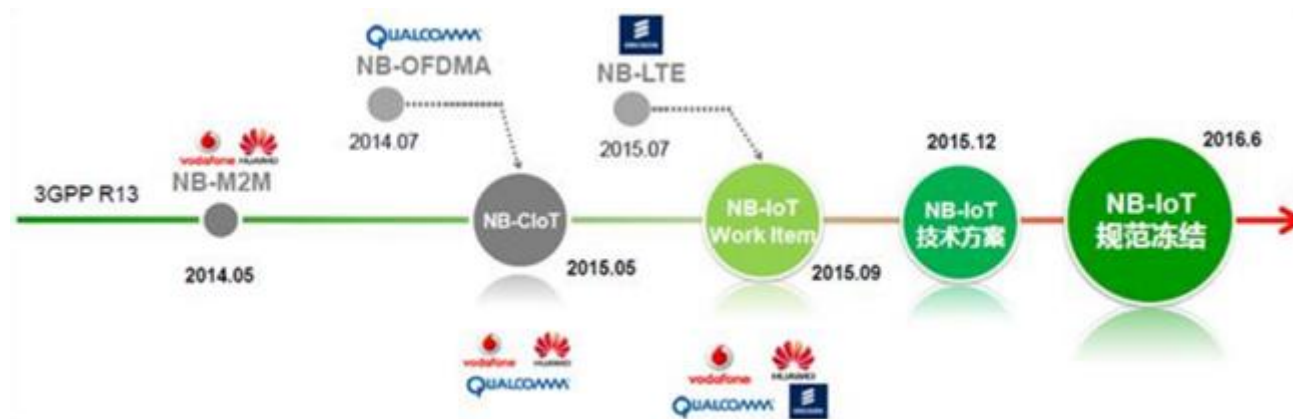 QUALCOMM
NB-OFDMA
2014.07
ERICSSON
NB-LTE
2015.07
3GPP R13
vodafone HUAWEI
NB-M2M
2014.05
NB-CIoT
2015.05
vodafone HUAWEI
QUALCOMM
NB-IoT
Work Item
2015.09
vodafone HUAWEI
QUALCOMM ERICSSON
2015.12
NB-IoT
技术方案
2016.6
NB-IoT
规范冻结